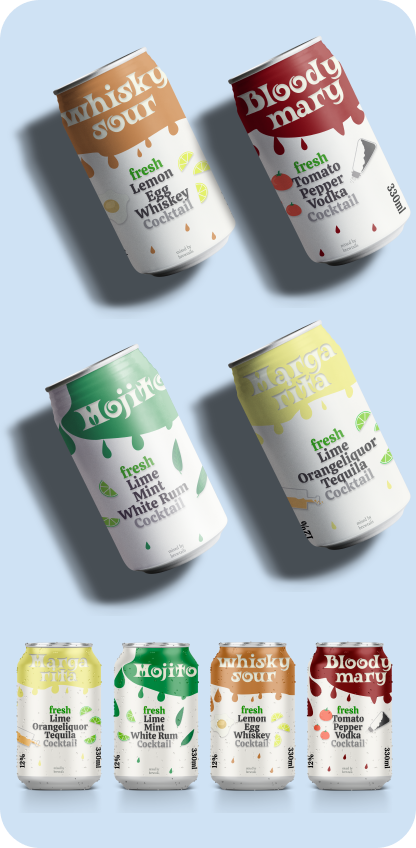 Whisky
sour
fresh
Lemon
Egg
Whiskey
Cocktail
Bloody
mary
fresh
Tomato
Pepper
Vodka
Cocktail
330ml
Mojito
fresh
Lime
Mint
White Rum
Cocktail
Marga
rita
fresh
Lime
Orangeliquor
Tequila
Cocktail
12%
Marga
rita
fresh
Lime
Orangeliquor
Tequila
Cocktail
12%
330ml
Mojito
fresh
Lime
Mint
White Rum
Cocktail
12%
330ml
Whisky
sour
fresh
Lemon
Egg
Whiskey
Cocktail
12%
330ml
Bloody
mary
fresh
Tomato
Pepper
Vodka
Cocktail
12%
330ml